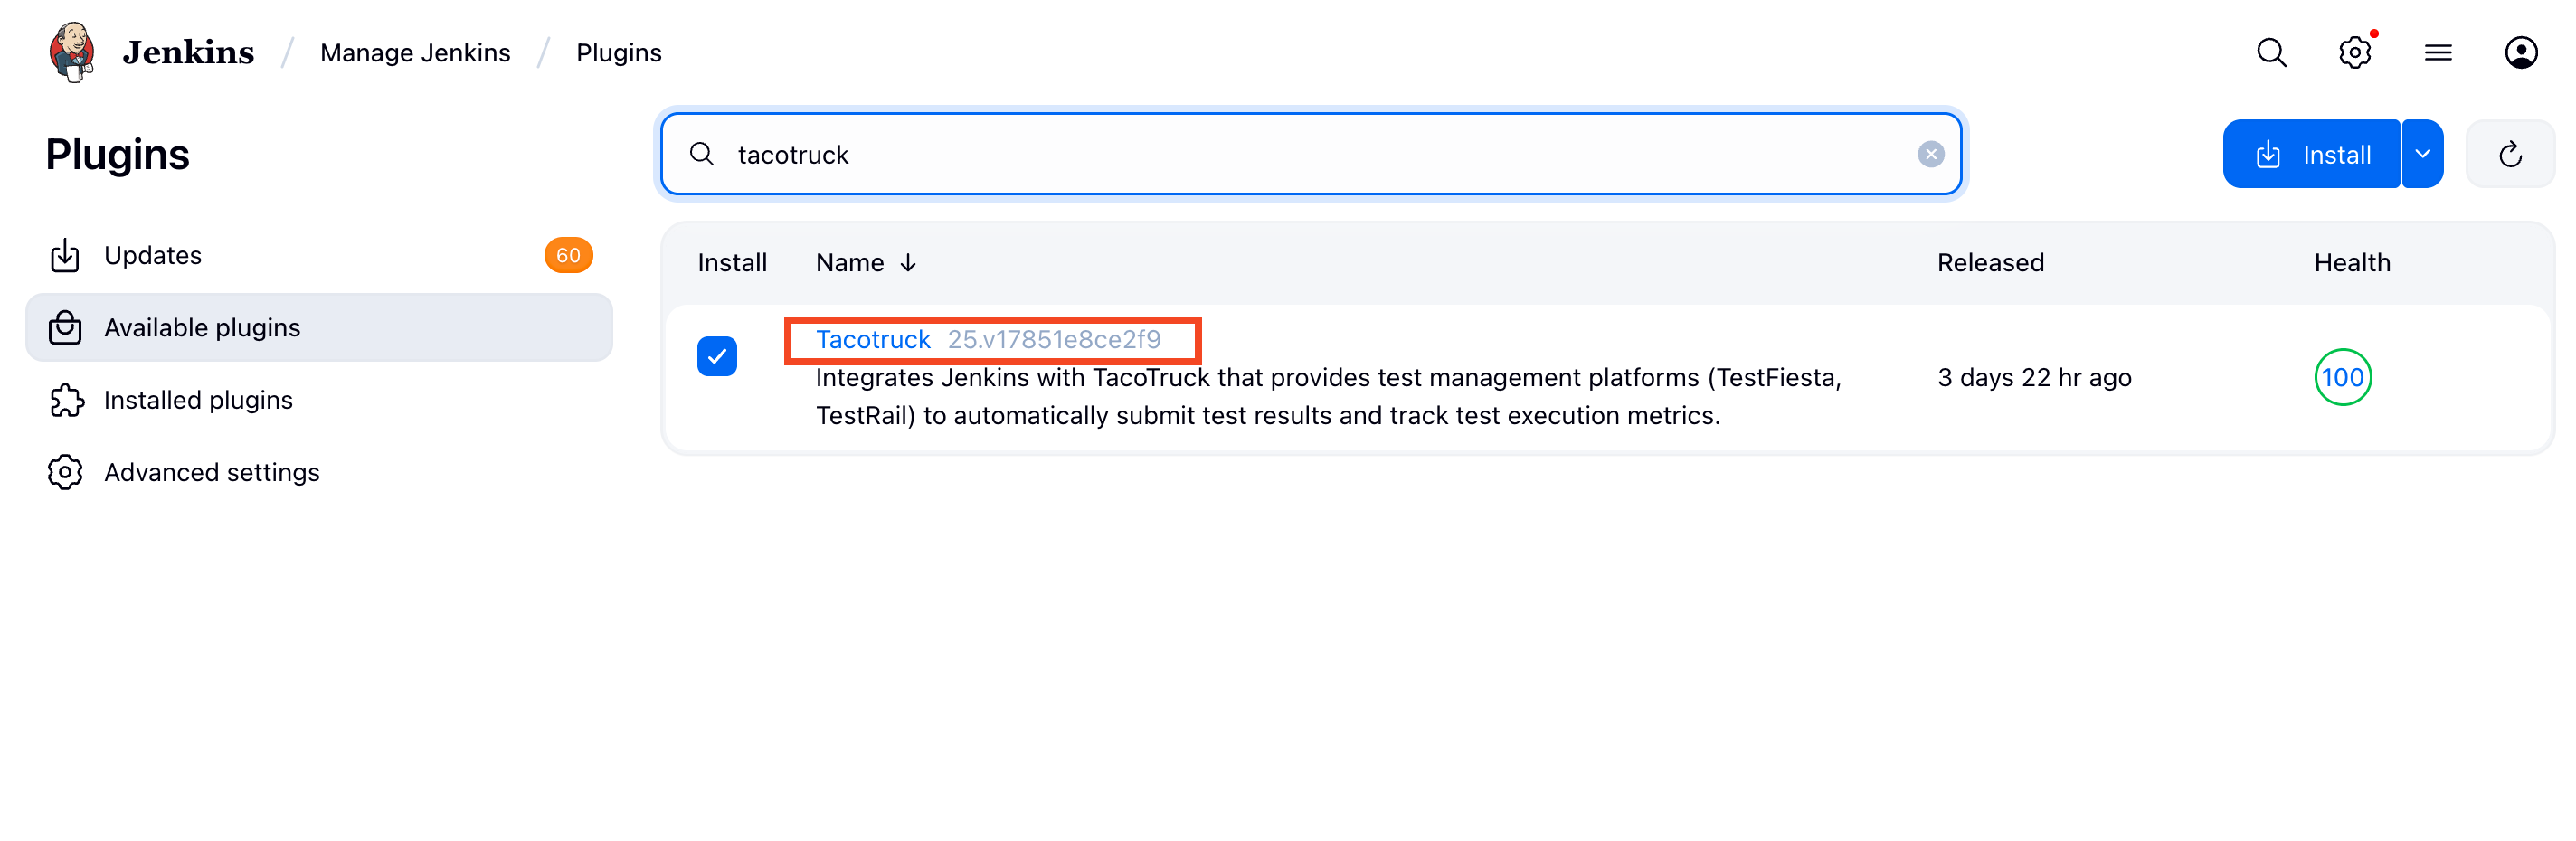 Jenkins / Manage Jenkins / Plugins
Plugins
tacotruck
Install
Updates 60
Available plugins
Installed plugins
Advanced settings
Install Name Released Health
Tacotruck 25.v17851e8ce2f9
Integrates Jenkins with TacoTruck that provides test management platforms (TestFiesta,
TestRail) to automatically submit test results and track test execution metrics.
3 days 22 hr ago
100